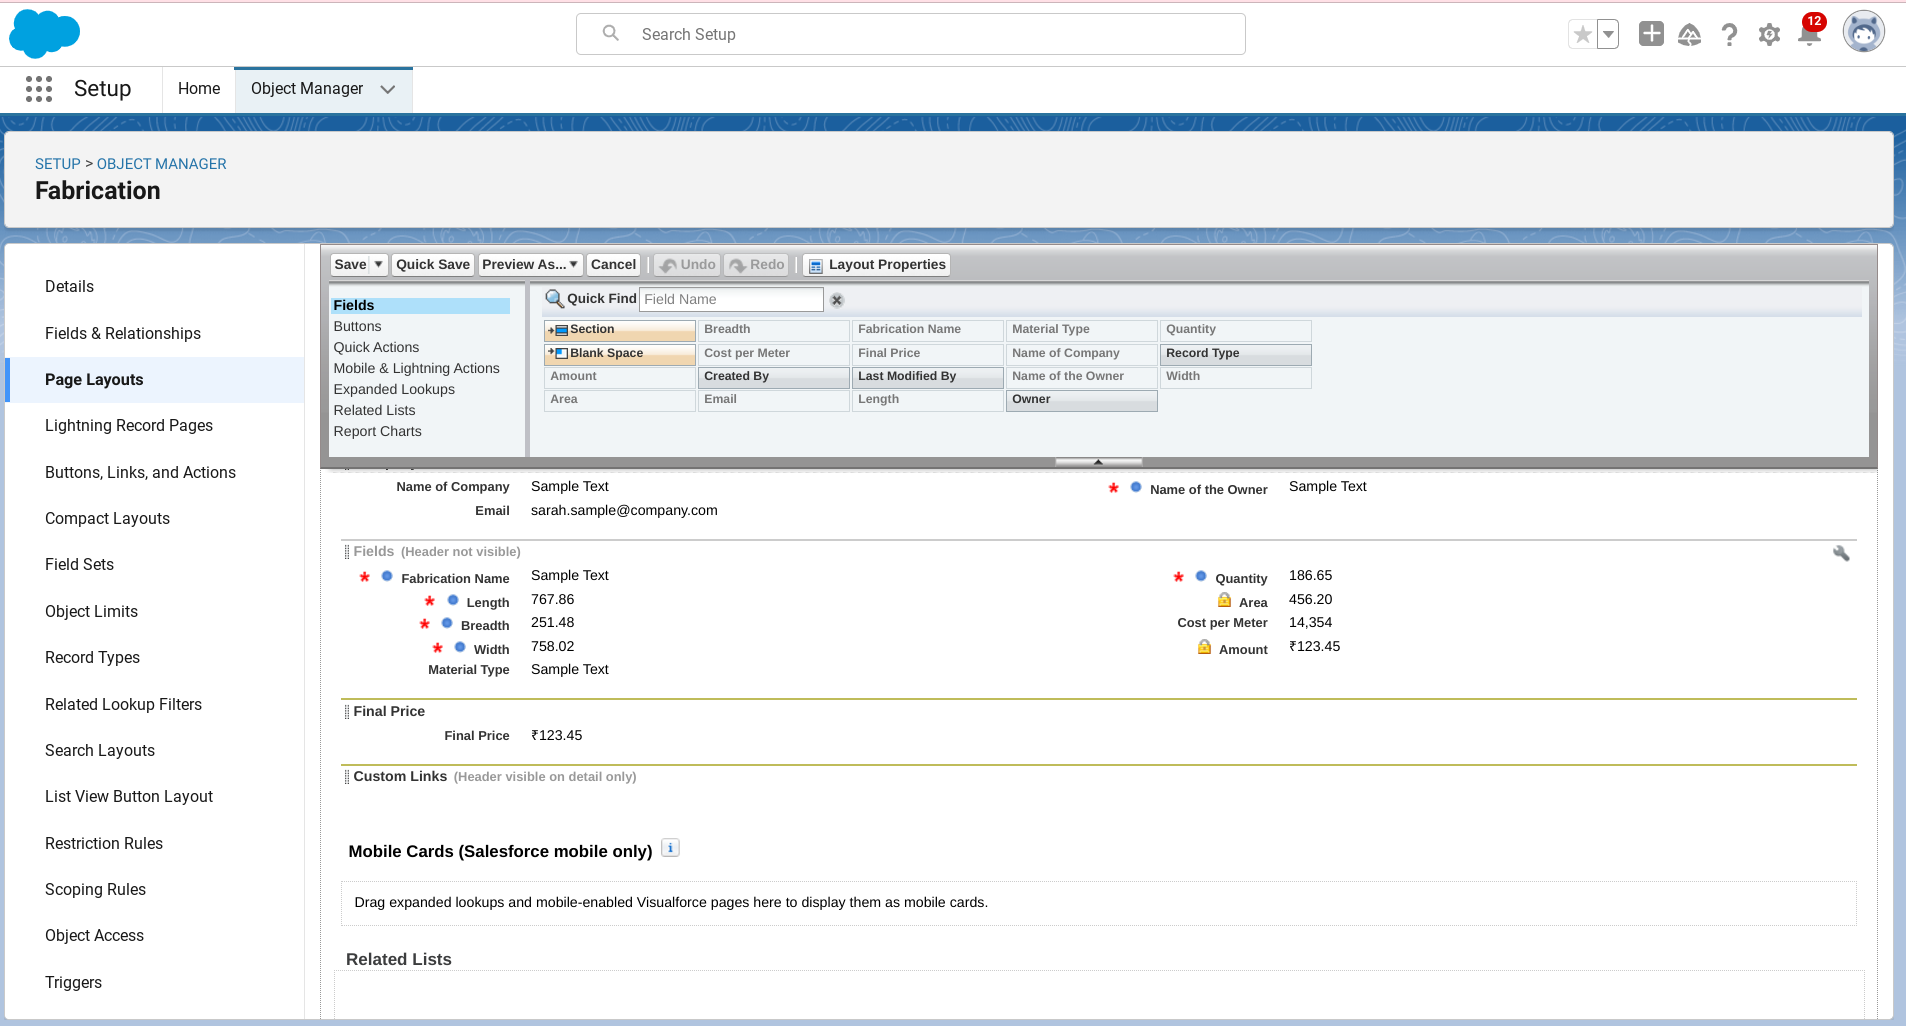 Search Setup
12
Setup
Home
Object Manager
SETUP > OBJECT MANAGER
Fabrication
Details
Fields & Relationships
Page Layouts
Lightning Record Pages
Buttons, Links, and Actions
Compact Layouts
Field Sets
Object Limits
Record Types
Related Lookup Filters
Search Layouts
List View Button Layout
Restriction Rules
Scoping Rules
Object Access
Triggers
Save Quick Save Preview As... Cancel Undo Redo Layout Properties
Fields
Buttons
Quick Actions
Mobile & Lightning Actions
Expanded Lookups
Related Lists
Report Charts
Quick Find Field Name
Section Breadth Fabrication Name Material Type Quantity
Blank Space Cost per Meter Final Price Name of Company Record Type
Amount Created By Last Modified By Name of the Owner Width
Area Email Length Owner
Name of Company Sample Text * Name of the Owner Sample Text
Email sarah.sample@company.com
Fields (Header not visible)
* Fabrication Name Sample Text * Quantity 186.65
* Length 767.86 Area 456.20
* Breadth 251.48 Cost per Meter 14,354
* Width 758.02 Amount ₹123.45
Material Type Sample Text
Final Price
Final Price ₹123.45
Custom Links (Header visible on detail only)
Mobile Cards (Salesforce mobile only) i
Drag expanded lookups and mobile-enabled Visualforce pages here to display them as mobile cards.
Related Lists